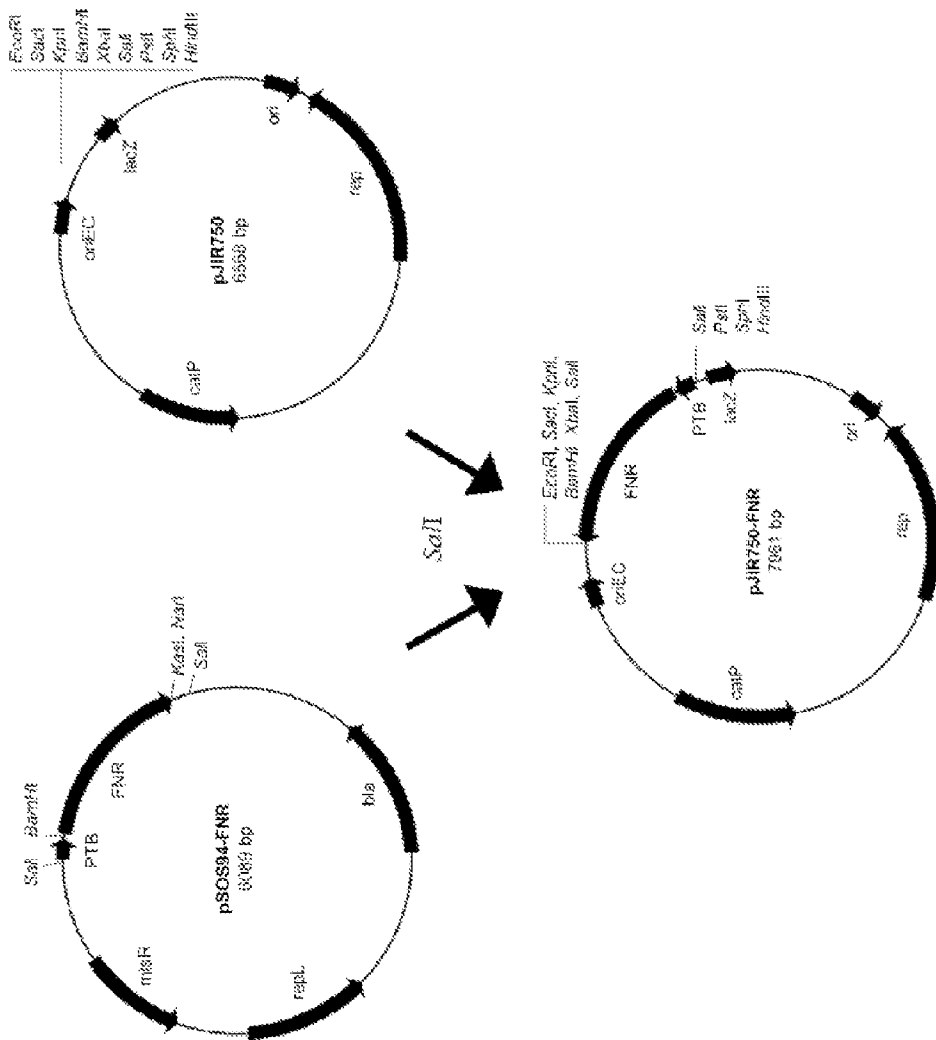 SalI
BamHI
PTB
FNR
KasI, NarI
SalI
pSOS94-FNR
6089 bp
mlsR
bla
repL
EcoRI
SacI
KpnI
BamHI
XbaI
SalI
PstI
SphI
HindIII
oriEC
lacZ
ori
pJIR750
6568 bp
rep
catP
SalI
EcoRI, SacI, KpnI,
BamHI XbaI, SalI
oriEC
FNR
PTB
SalI
PstI
SphI
HindIII
lacZ
pJIR750-FNR
ori
rep
catP